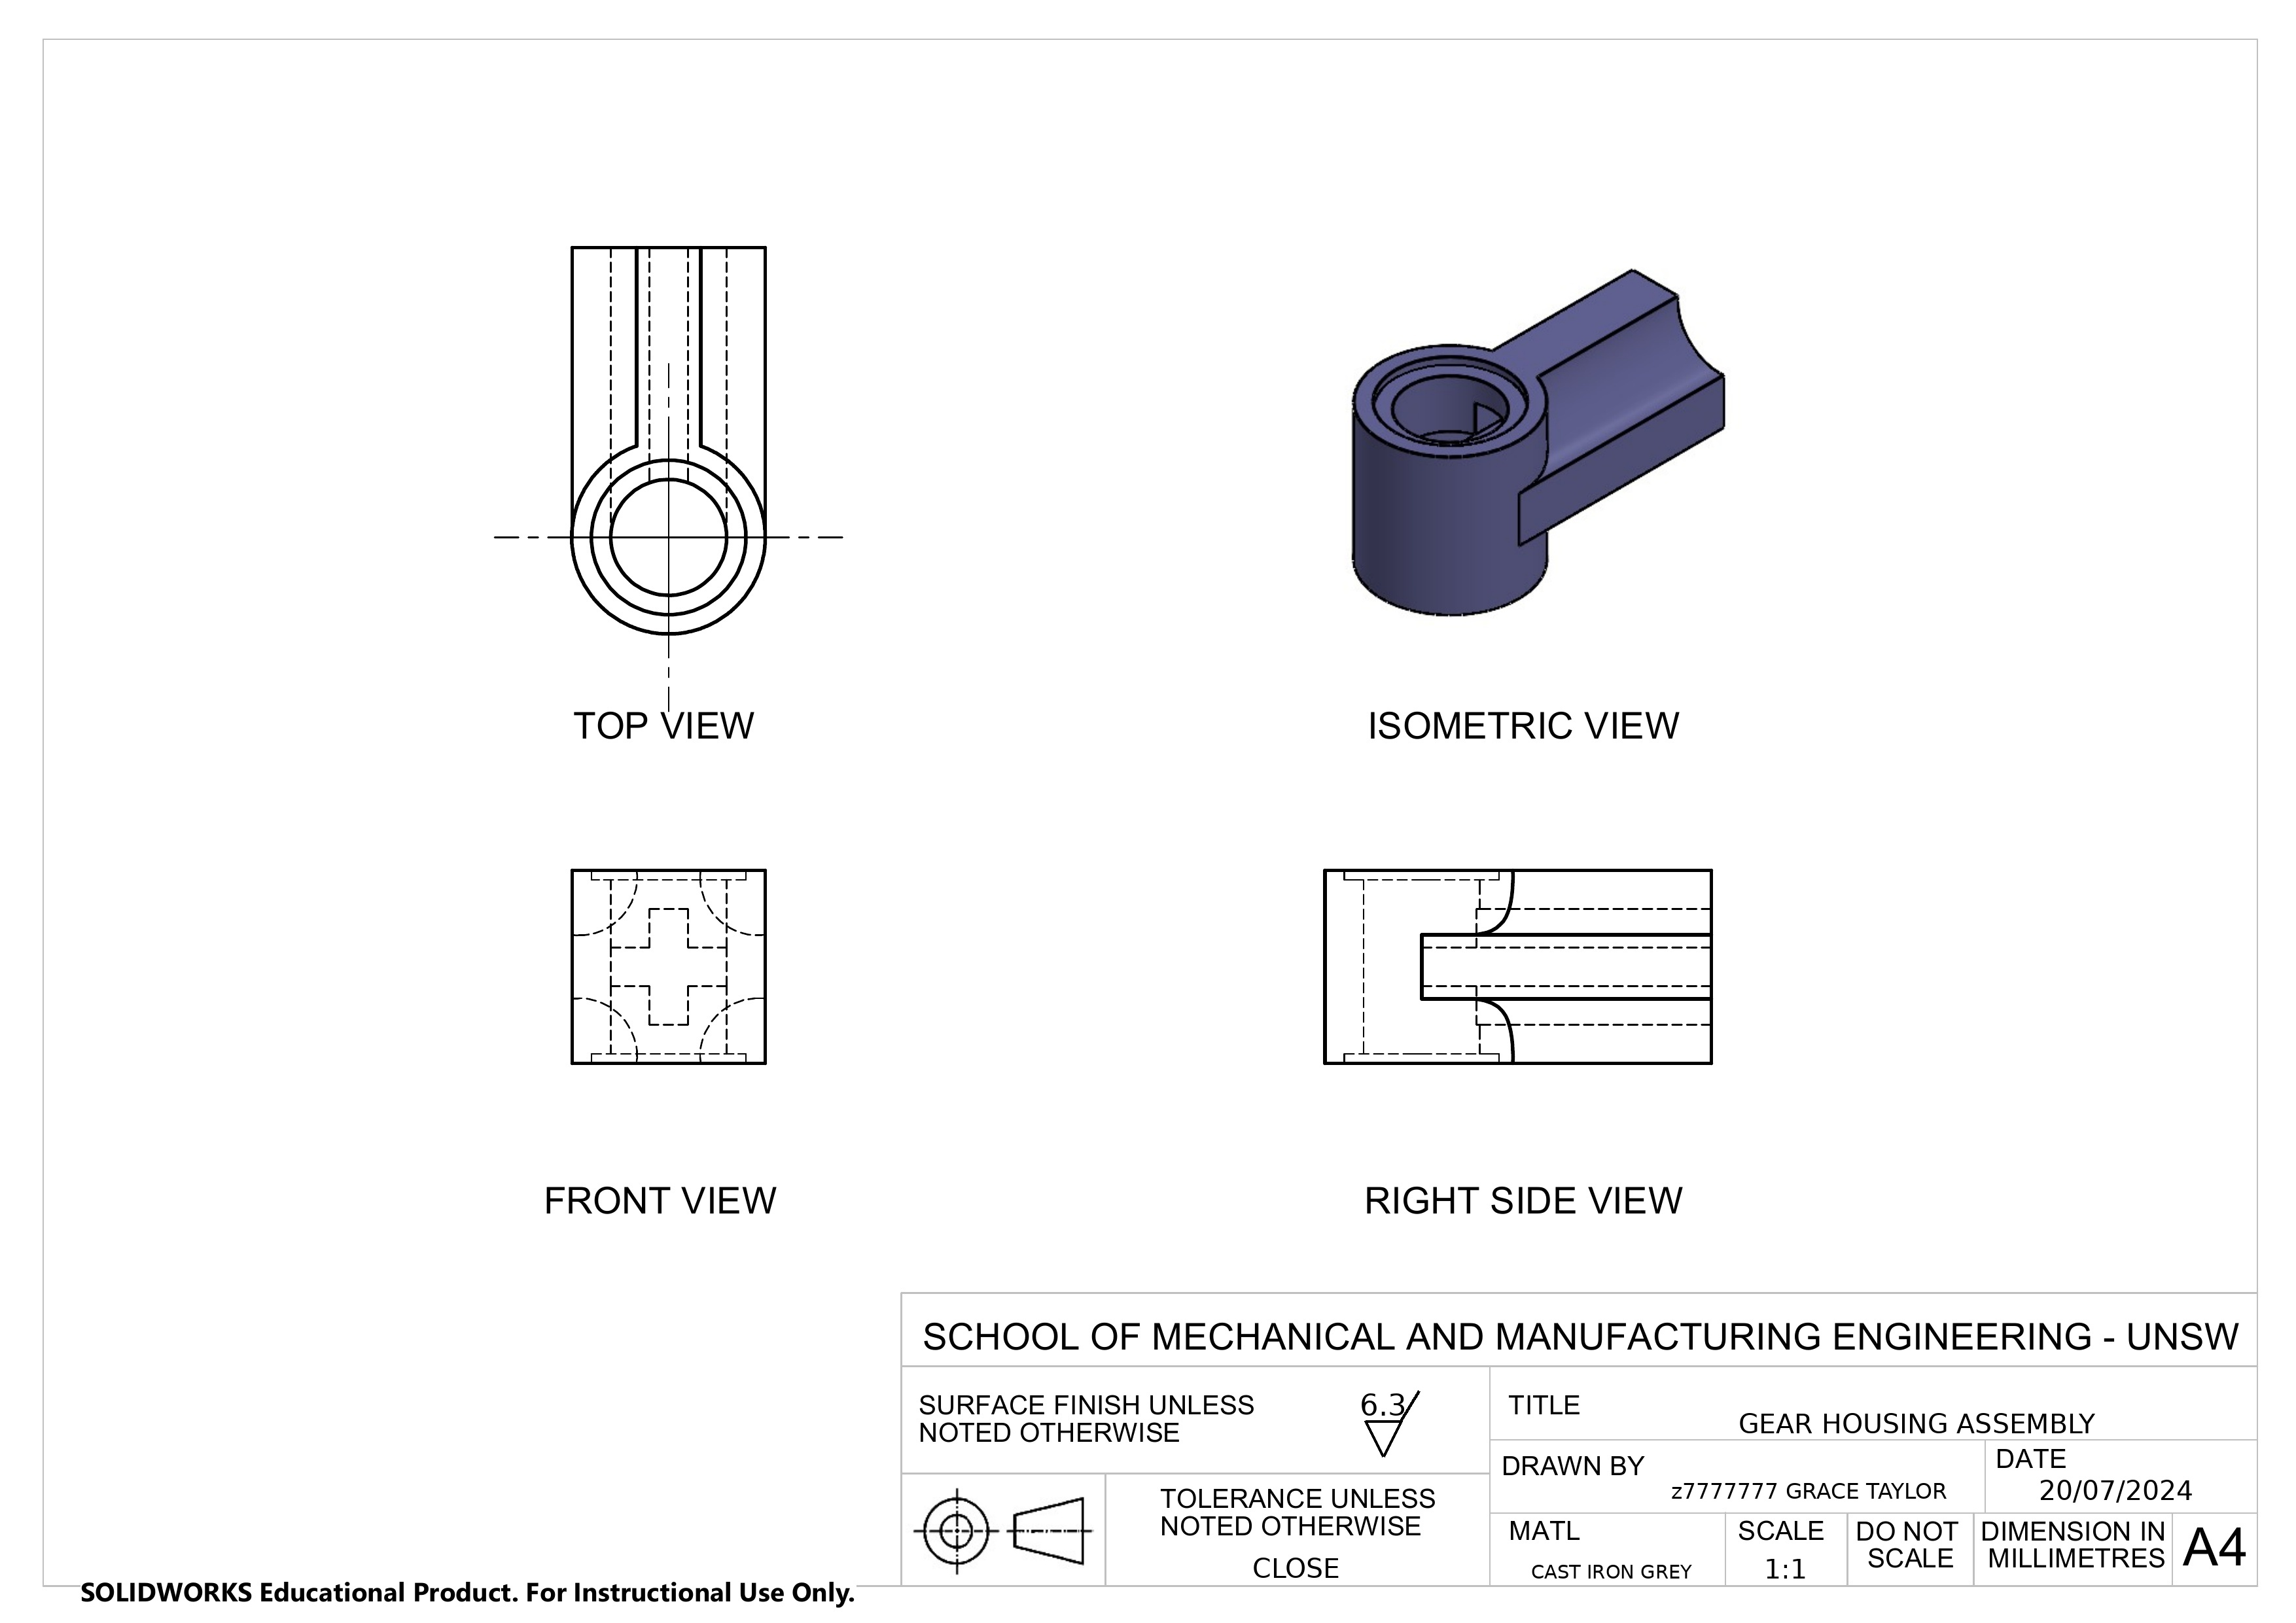 TOP VIEW
ISOMETRIC VIEW
FRONT VIEW
RIGHT SIDE VIEW
SCHOOL OF MECHANICAL AND MANUFACTURING ENGINEERING - UNSW
SURFACE FINISH UNLESS
NOTED OTHERWISE
6.3
TITLE
GEAR HOUSING ASSEMBLY
DRAWN BY
z7777777 GRACE TAYLOR
DATE
20/07/2024
TOLERANCE UNLESS
NOTED OTHERWISE
CLOSE
MATL
CAST IRON GREY
SCALE
1:1
DO NOT
SCALE
DIMENSION IN
MILLIMETRES
A4
SOLIDWORKS Educational Product. For Instructional Use Only.